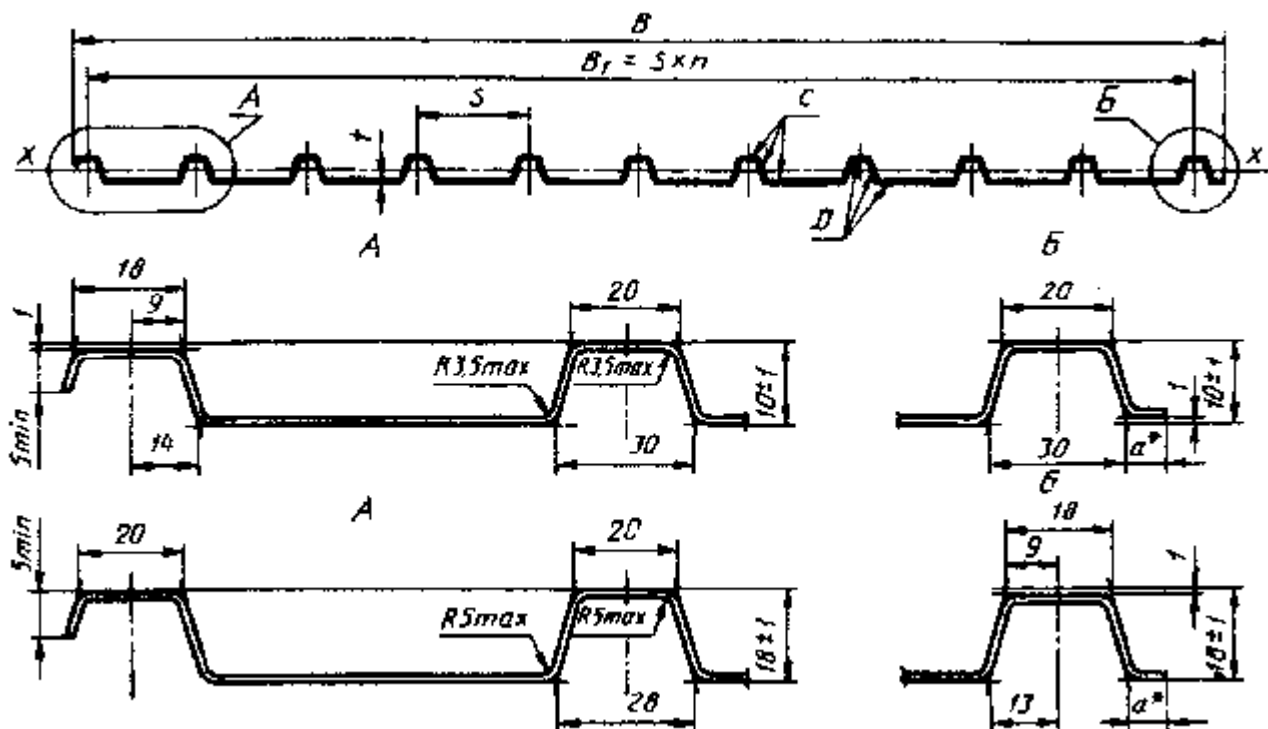 B
B₁ = S×n
A
S
C
Б
X
t
X
D
A
Б
18
9
20
1
R3,5max
R3,5max
10±1
5min
14
30
20
1
10±1
30
a*
A
Б
5min
20
20
R5max
R5max
18±1
28
18
9
1
18±1
13
a*